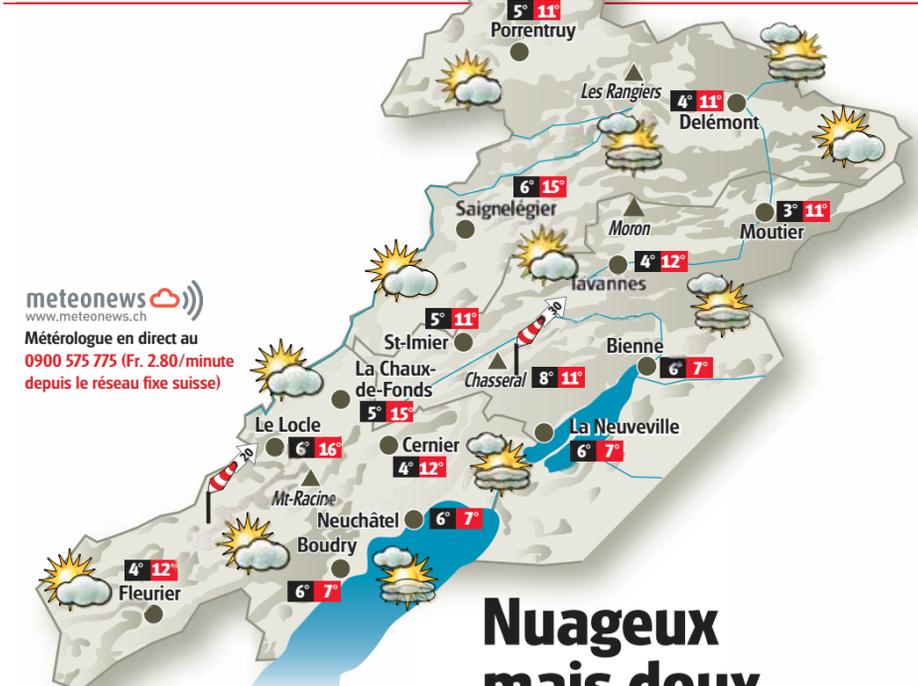 5° 11°
Porrentruy
Les Rangiers
4° 11°
Delémont
6° 15°
Saignelégier
Moron
3° 11°
Moutier
4° 12°
Tavannes
meteonews
www.meteonews.ch
Météorologue en direct au
0900 575 775 (Fr. 2.80/minute
depuis le réseau fixe suisse)
30
5° 11°
St-Imier
Bienne
6° 7°
Chasseral
8° 11°
La Chaux-
de-Fonds
5° 15°
Le Locle
6° 16°
La Neuveville
6° 7°
Cernier
4° 12°
20
Mt-Racine
Neuchâtel
6° 7°
Boudry
6° 7°
4° 12°
Fleurier
Nuageux
mais doux